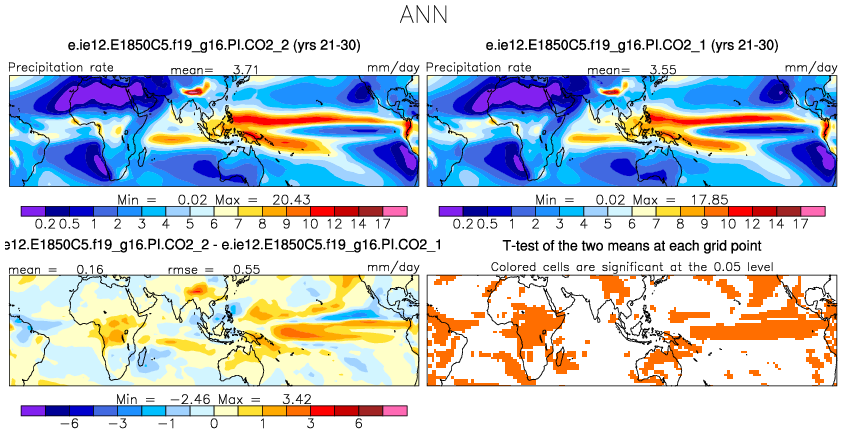 ANN
e.ie12.E1850C5.f19_g16.PI.CO2_2 (yrs 21-30)
e.ie12.E1850C5.f19_g16.PI.CO2_1 (yrs 21-30)
Precipitation rate mean= 3.71 mm/day
Precipitation rate mean= 3.55 mm/day
Min = 0.02 Max = 20.43
Min = 0.02 Max = 17.85
0.2 0.5 1 2 3 4 5 6 7 8 9 10 12 14 17
0.2 0.5 1 2 3 4 5 6 7 8 9 10 12 14 17
e12.E1850C5.f19_g16.PI.CO2_2 - e.ie12.E1850C5.f19_g16.PI.CO2_1
T-test of the two means at each grid point
mean = 0.16 rmse = 0.55 mm/day
Colored cells are significant at the 0.05 level
Min = -2.46 Max = 3.42
-6 -3 -1 0 1 3 6